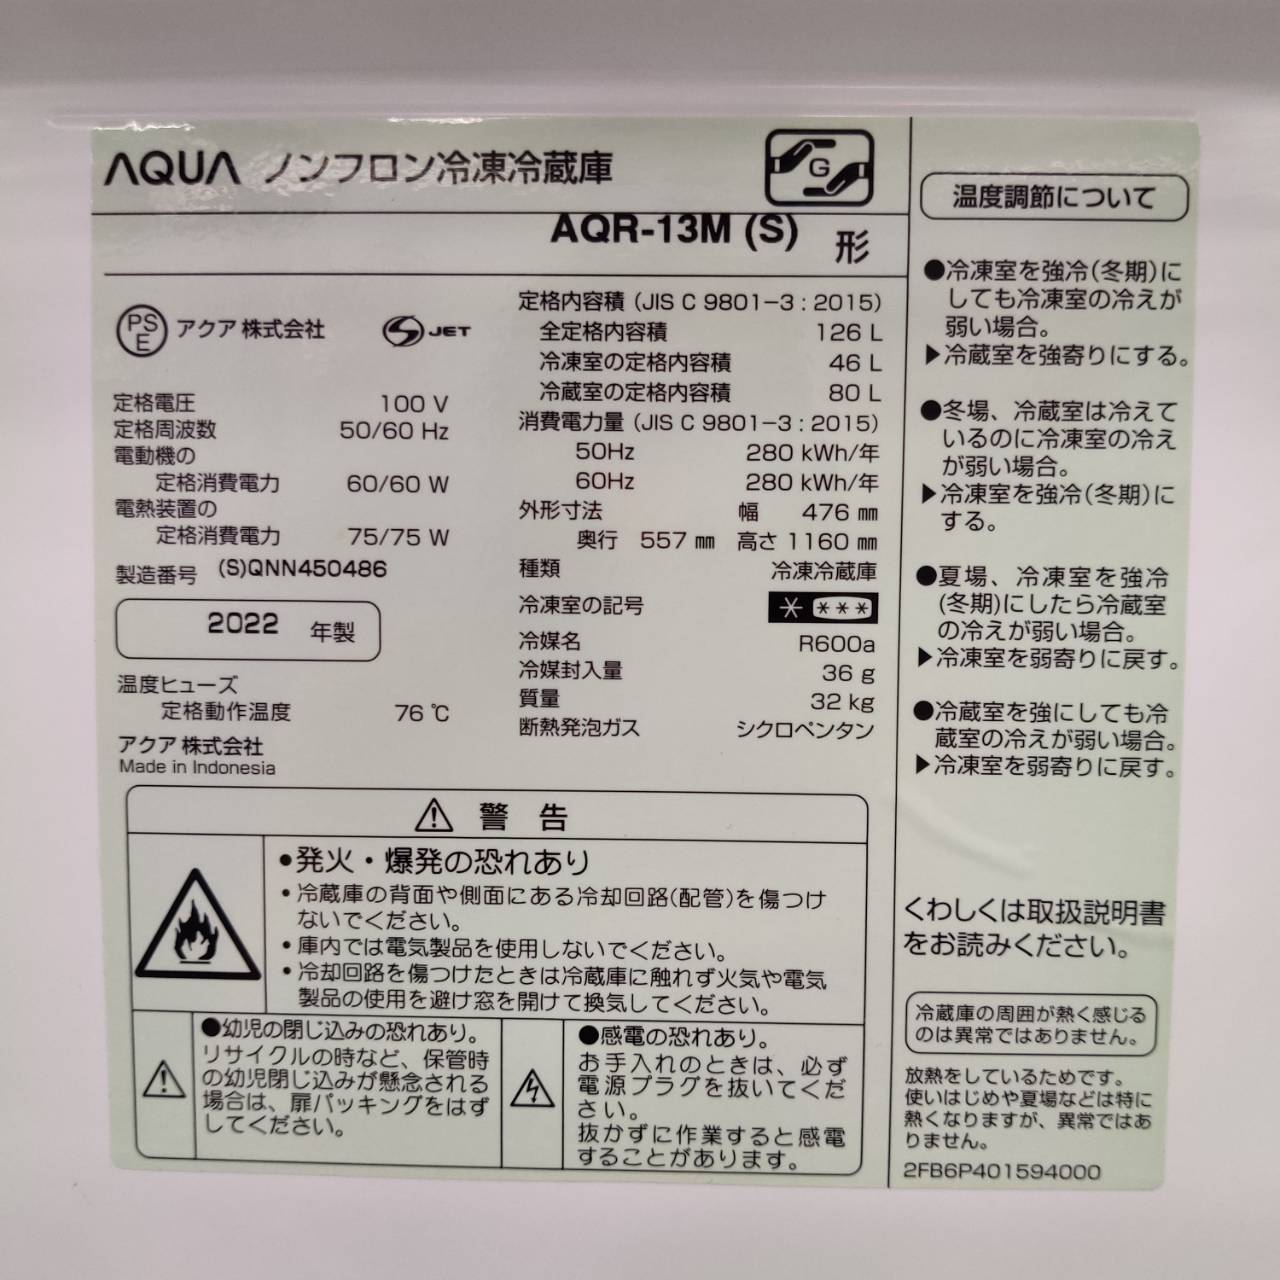 AQUA ノンフロン冷凍冷蔵庫
G
AQR-13M (S) 形
PSE アクア株式会社 S JET
定格電圧 100 V
定格周波数 50/60 Hz
電動機の
定格消費電力 60/60 W
電熱装置の
定格消費電力 75/75 W
製造番号 (S)QNN450486
2022 年製
温度ヒューズ
定格動作温度 76 ℃
アクア株式会社
Made in Indonesia
定格内容積 (JIS C 9801-3 : 2015)
全定格内容積 126 L
冷凍室の定格内容積 46 L
冷蔵室の定格内容積 80 L
消費電力量 (JIS C 9801-3 : 2015)
50Hz 280 kWh/年
60Hz 280 kWh/年
外形寸法 幅 476 ㎜
奥行 557 ㎜ 高さ 1160 ㎜
種類 冷凍冷蔵庫
冷凍室の記号 * ***
冷媒名 R600a
冷媒封入量 36 g
質量 32 kg
断熱発泡ガス シクロペンタン
⚠ 警告
●発火・爆発の恐れあり
・冷蔵庫の背面や側面にある冷却回路(配管)を傷つけ
ないでください。
・庫内では電気製品を使用しないでください。
・冷却回路を傷つけたときは冷蔵庫に触れず火気や電気
製品の使用を避け窓を開けて換気してください。
●幼児の閉じ込みの恐れあり。
リサイクルの時など、保管時
の幼児閉じ込みが懸念される
場合は、扉パッキングをはず
してください。
●感電の恐れあり。
お手入れのときは、必ず
電源プラグを抜いてくだ
さい。
抜かずに作業すると感電
することがあります。
温度調節について
●冷凍室を強冷(冬期)に
しても冷凍室の冷えが
弱い場合。
▶冷蔵室を強寄りにする。
●冬場、冷蔵室は冷えて
いるのに冷凍室の冷え
が弱い場合。
▶冷凍室を強冷(冬期)に
する。
●夏場、冷凍室を強冷
(冬期)にしたら冷蔵室
の冷えが弱い場合。
▶冷凍室を弱寄りに戻す。
●冷蔵室を強にしても冷
蔵室の冷えが弱い場合。
▶冷凍室を弱寄りに戻す。
くわしくは取扱説明書
をお読みください。
冷蔵庫の周囲が熱く感じる
のは異常ではありません。
放熱をしているためです。
使いはじめや夏場などは特に
熱くなりますが、異常ではあ
りません。
2FB6P401594000